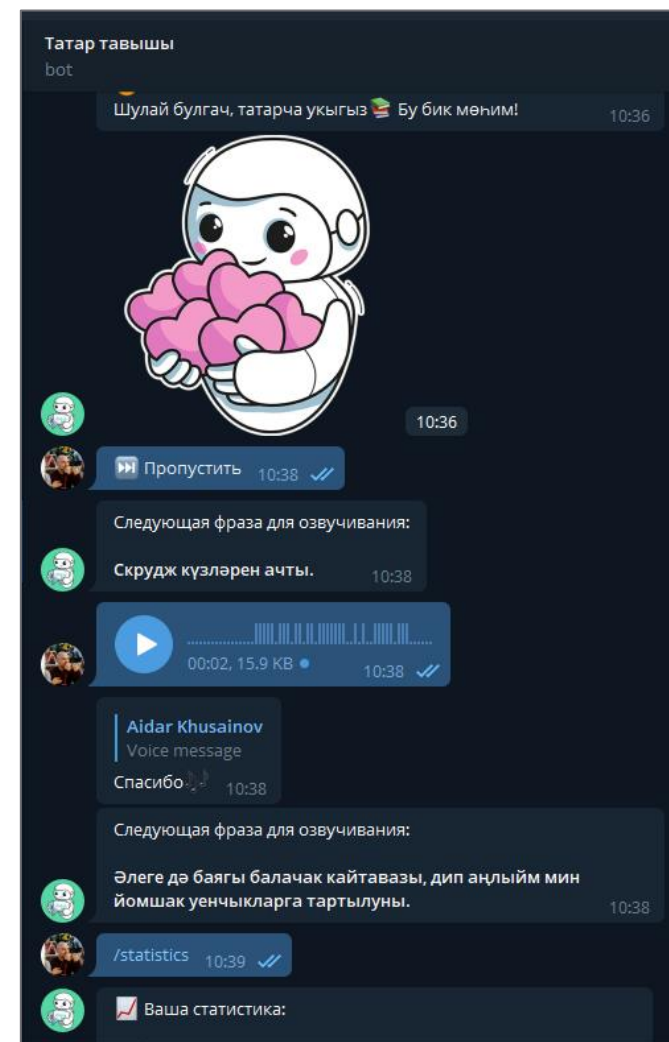 Татар тавышы
bot
Шулай булгач, татарча укыгыз📚 Бу бик мөһим!
10:36
10:36
⏭ Пропустить 10:38
Следующая фраза для озвучивания:
Скрудж күзләрен ачты.
10:38
00:02, 15.9 KB
10:38
Aidar Khusainov
Voice message
Спасибо🎶 10:38
Следующая фраза для озвучивания:
Әлеге дә баягы балачак кайтавазы, дип аңлыйм мин
йомшак уенчыкларга тартылуны.
10:38
/statistics 10:39
📈 Ваша статистика: